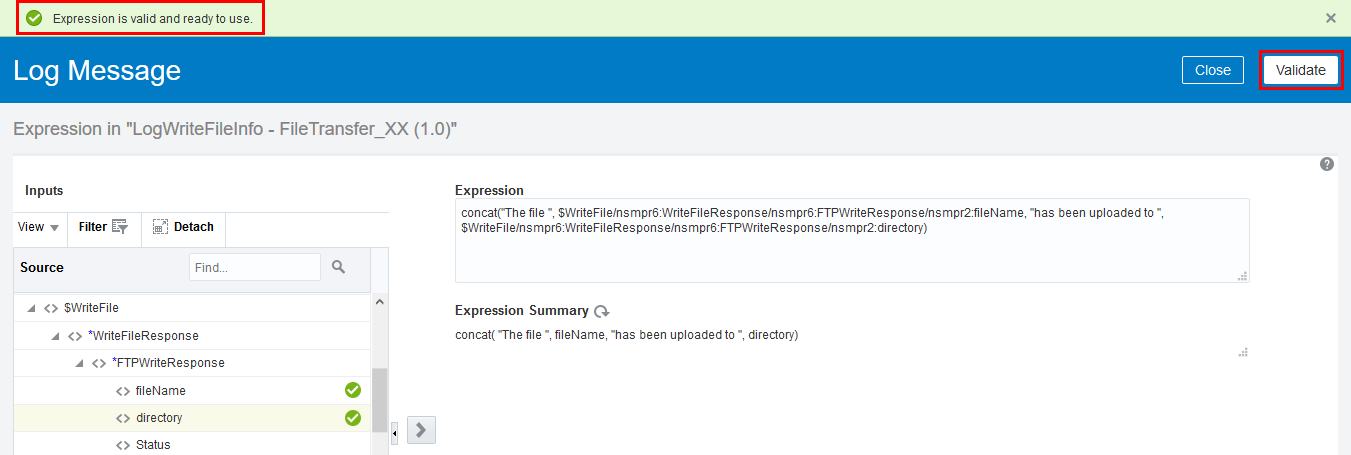 Expression is valid and ready to use.
Log Message
Close
Validate
Expression in "LogWriteFileInfo - FileTransfer_XX (1.0)"
Inputs
View
Filter
Detach
Source
Find...
<> $WriteFile
<> *WriteFileResponse
<> *FTPWriteResponse
<> fileName
<> directory
<> Status
Expression
concat("The file ", $WriteFile/nsmpr6:WriteFileResponse/nsmpr6:FTPWriteResponse/nsmpr2:fileName, "has been uploaded to ",
$WriteFile/nsmpr6:WriteFileResponse/nsmpr6:FTPWriteResponse/nsmpr2:directory)
Expression Summary
concat( "The file ", fileName, "has been uploaded to ", directory)